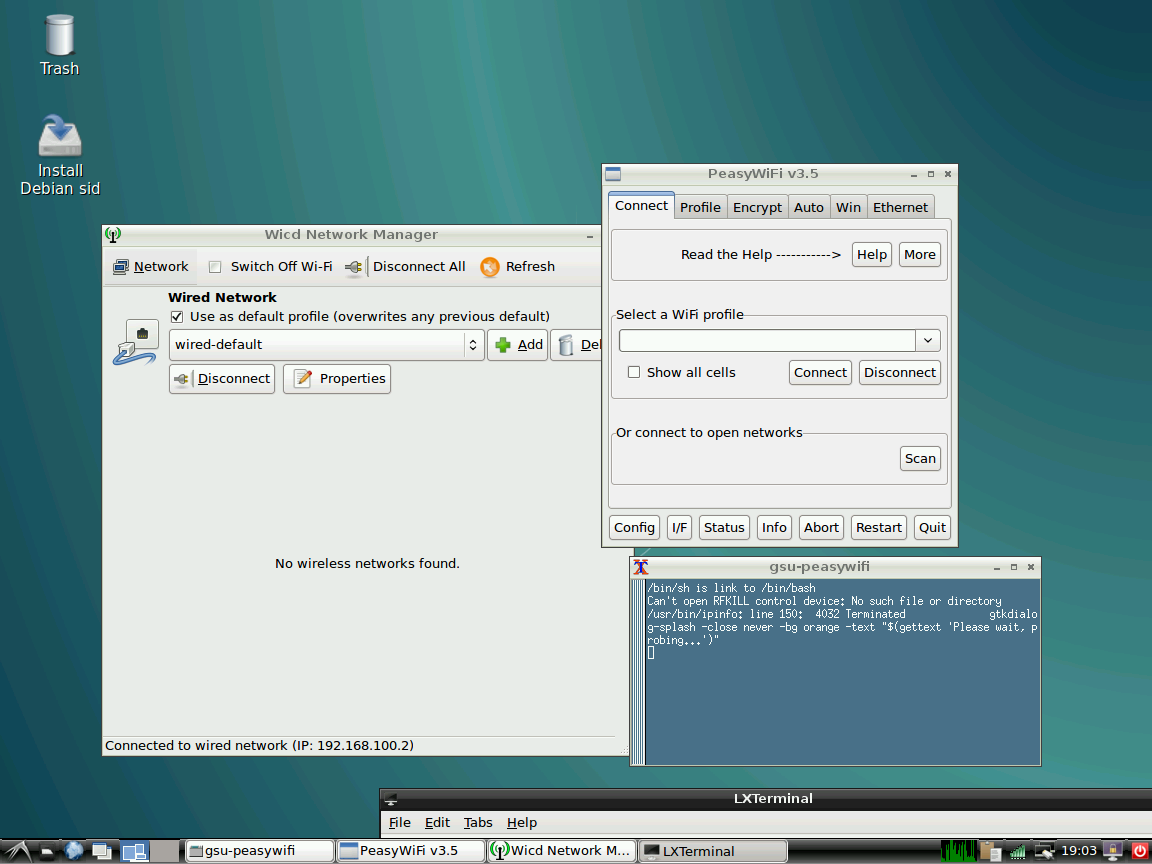 Trash
Install
Debian sid
PeasyWiFi v3.5
Connect Profile Encrypt Auto Win Ethernet
Read the Help -----------> Help More
Select a WiFi profile
Show all cells Connect Disconnect
Or connect to open networks
Scan
Config I/F Status Info Abort Restart Quit
Wicd Network Manager
Network Switch Off Wi-Fi Disconnect All Refresh
Wired Network
Use as default profile (overwrites any previous default)
wired-default Add Del
Disconnect Properties
No wireless networks found.
Connected to wired network (IP: 192.168.100.2)
gsu-peasywifi
/bin/sh is link to /bin/bash
Can't open RFKILL control device: No such file or directory
/usr/bin/ipinfo: line 150:  4032 Terminated              gtkdialo
g-splash -close never -bg orange -text "$(gettext 'Please wait, p
robing...')"
LXTerminal
File Edit Tabs Help
gsu-peasywifi PeasyWiFi v3.5 Wicd Network M... LXTerminal 19:03